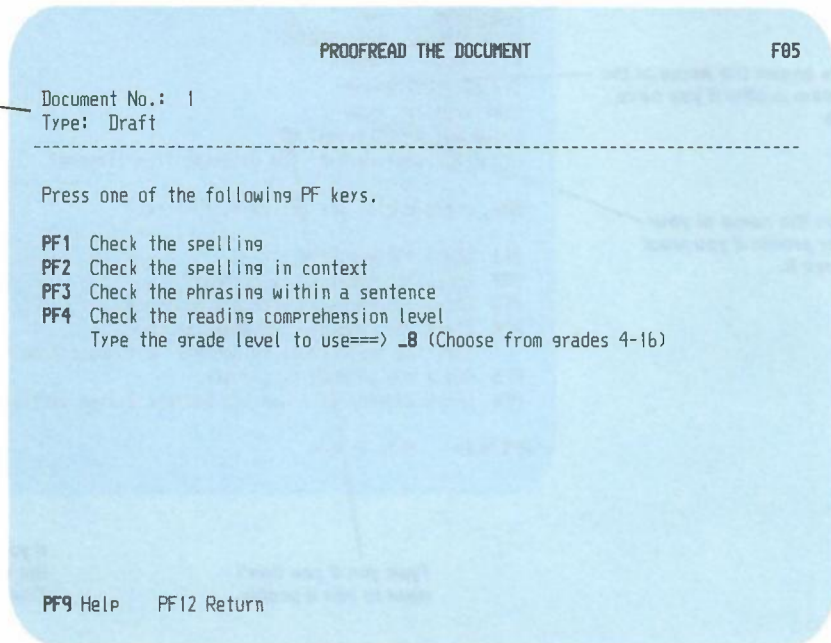 PROOFREAD THE DOCUMENT F05
Document No.: 1
Type: Draft
Press one of the following PF keys.
PF1 Check the spelling
PF2 Check the spelling in context
PF3 Check the phrasing within a sentence
PF4 Check the reading comprehension level
Type the grade level to use===> _8 (Choose from grades 4-16)
PF9 Help PF12 Return